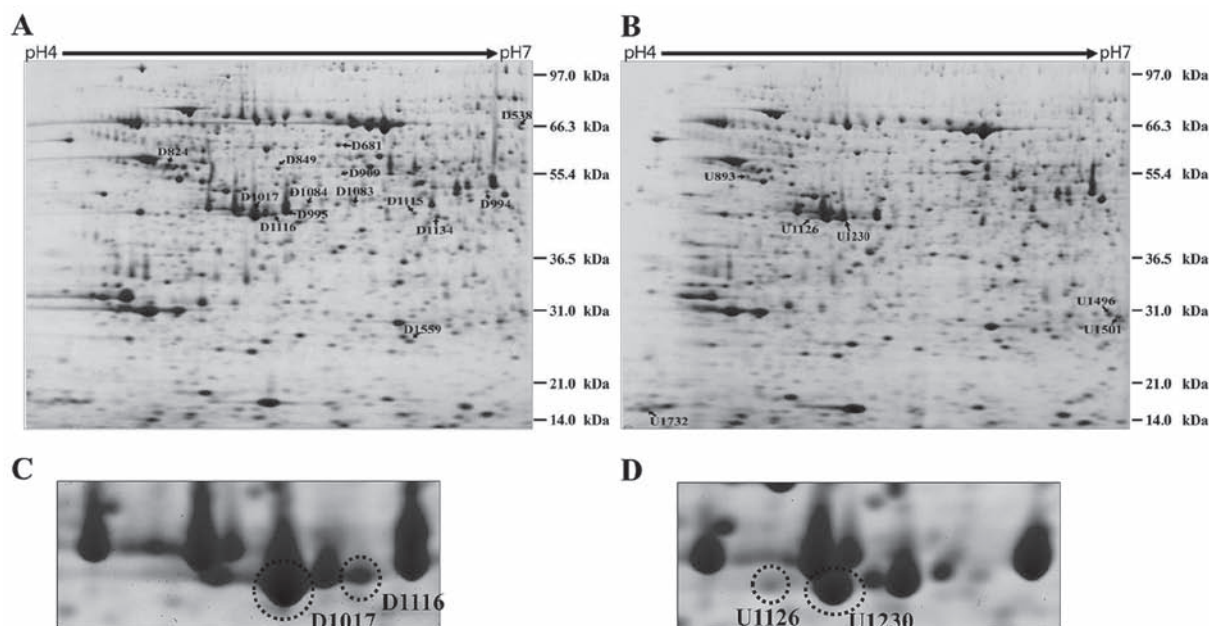 A
B
pH4 pH7
pH4 pH7
97.0 kDa
66.3 kDa
55.4 kDa
36.5 kDa
31.0 kDa
21.0 kDa
14.0 kDa
D538
D681
D824
D849
D909
D1017
D1084
D1083
D1115
D994
D995
D1116
D1134
D1559
97.0 kDa
66.3 kDa
55.4 kDa
36.5 kDa
31.0 kDa
21.0 kDa
14.0 kDa
U893
U1126
U1230
U1496
U1501
U1732
C
D
D1116
D1017
U1126 U1230